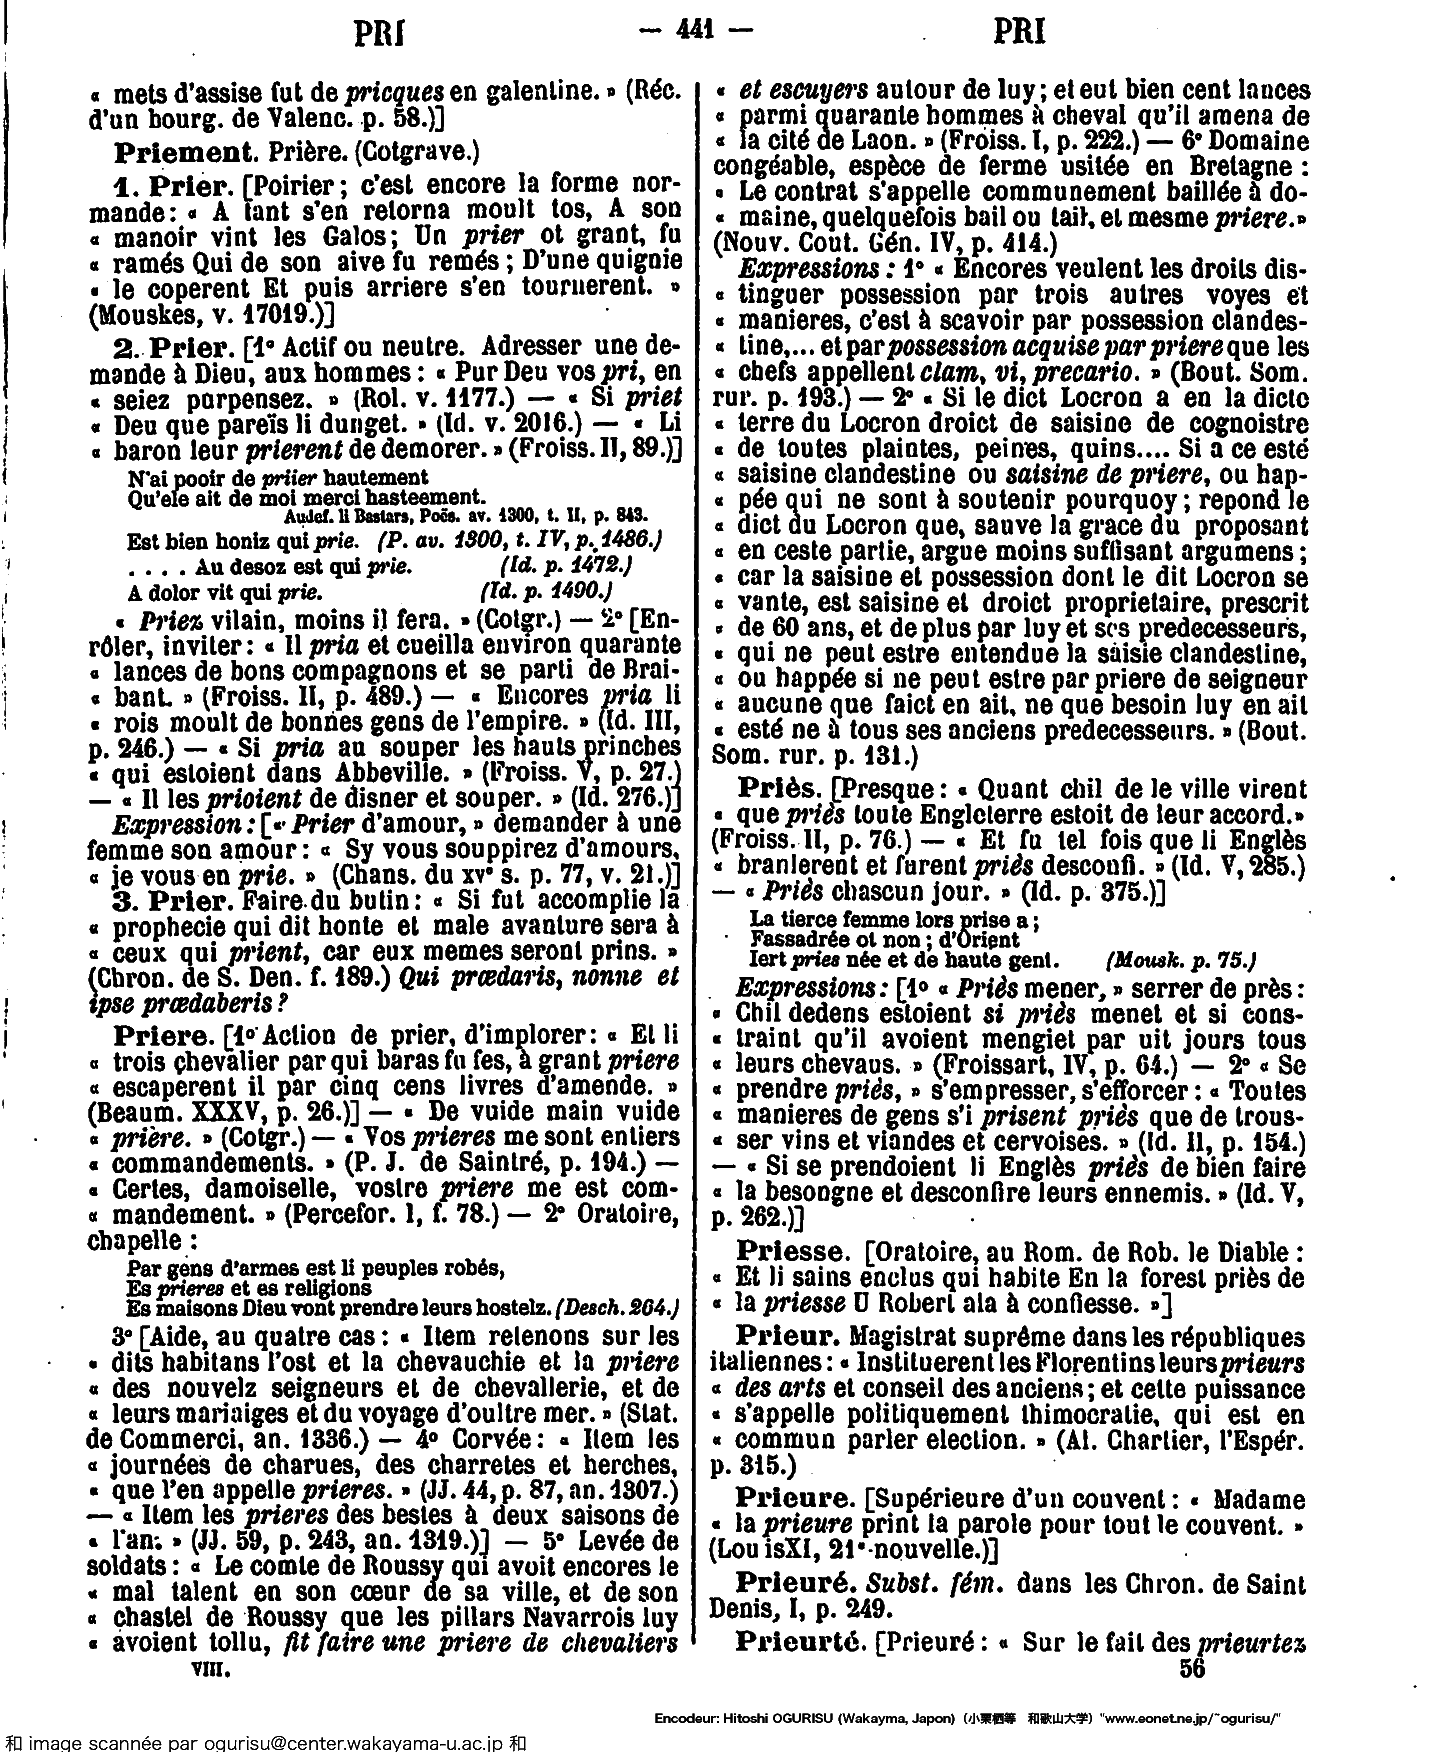 PRI — 441 — PRI
« mets d'assise fut de pricques en galentine. » (Réc.
d'un bourg. de Valenc. p. 58.)]
Priement. Prière. (Cotgrave.)
1. Prier. [Poirier ; c'est encore la forme nor-
mande : « A tant s'en retorna moult tos, A son
« manoir vint les Galos ; Un prier ot grant, fu
« ramés Qui de son aive fu remés ; D'une quignie
« le coperent Et puis arriere s'en tournerent. »
(Mouskes, v. 17019.)]
2. Prier. [1° Actif ou neutre. Adresser une de-
mande à Dieu, aux hommes : « Pur Deu vos pri, en
« seiez purpensez. » (Rol. v. 1177.) — « Si priet
« Deu que pareïs li dunget. » (Id. v. 2016.) — « Li
« baron leur prierent de demorer. » (Froiss. II, 89.)]
N'ai pooir de priier hautement
Qu'ele ait de moi merci hasteement.
Audef. li Bastars, Poës. av. 1300, t. II, p. 843.
Est bien honiz qui prie. (P. av. 1300, t. IV, p. 1486.)
. . . . Au desoz est qui prie. (Id. p. 1472.)
A dolor vit qui prie. (Id. p. 1490.)
« Priez vilain, moins il fera. » (Cotgr.) — 2° [En-
rôler, inviter : « Il pria et cueilla environ quarante
« lances de bons compagnons et se parti de Brai-
« bant. » (Froiss. II, p. 489.) — « Encores pria li
« rois moult de bonnes gens de l'empire. » (Id. III,
p. 246.) — « Si pria au souper les hauts prinches
« qui estoient dans Abbeville. » (Froiss. V, p. 27.)
— « Il les prioient de disner et souper. » (Id. 276.)]
Expression : [« Prier d'amour, » demander à une
femme son amour : « Sy vous souppirez d'amours,
« je vous en prie. » (Chans. du xv° s. p. 77, v. 21.)]
3. Prier. Faire du butin : « Si fut accomplie la
« prophecie qui dit honte et male avanture sera à
« ceux qui prient, car eux memes seront prins. »
(Chron. de S. Den. f. 189.) Qui prædaris, nonne et
ipse prædaberis ?
Priere. [1° Action de prier, d'implorer : « Et li
« trois chevalier par qui baras fu fes, à grant priere
« escaperent il par cinq cens livres d'amende. »
(Beaum. XXXV, p. 26.)] — « De vuide main vuide
« prière. » (Cotgr.) — « Vos prieres me sont entiers
« commandements. » (P. J. de Saintré, p. 194.) —
« Certes, damoiselle, vostre priere me est com-
« mandement. » (Percefor. I, f. 78.) — 2° Oratoire,
chapelle :
Par gens d'armes est li peuples robés,
Es prieres et es religions
Es maisons Dieu vont prendre leurs hostelz. (Desch. 264.)
3° [Aide, au quatre cas : « Item retenons sur les
« dits habitans l'ost et la chevauchie et la priere
« des nouvelz seigneurs et de chevallerie, et de
« leurs mariaiges et du voyage d'oultre mer. » (Stat.
de Commerci, an. 1336.) — 4° Corvée : « Item les
« journées de charues, des charretes et herches,
« que l'en appelle prieres. » (JJ. 44, p. 87, an. 1307.)
— « Item les prieres des bestes à deux saisons de
« l'an. » (JJ. 59, p. 243, an. 1319.)] — 5° Levée de
soldats : « Le comte de Roussy qui avoit encores le
« mal talent en son cœur de sa ville, et de son
« chastel de Roussy que les pillars Navarrois luy
« avoient tollu, fit faire une priere de chevaliers
VIII.
« et escuyers autour de luy ; et eut bien cent lances
« parmi quarante hommes à cheval qu'il amena de
« la cité de Laon. » (Froiss. I, p. 222.) — 6° Domaine
congéable, espèce de ferme usitée en Bretagne :
« Le contrat s'appelle communement baillée à do-
« maine, quelquefois bail ou tait, et mesme priere. »
(Nouv. Cout. Gén. IV, p. 414.)
Expressions : 1° « Encores veulent les droits dis-
« tinguer possession par trois autres voyes et
« manieres, c'est à scavoir par possession clandes-
« tine,... et par possession acquise par priere que les
« chefs appellent clam, vi, precario. » (Bout. Som.
rur. p. 193.) — 2° « Si le dict Locron a en la dicte
« terre du Locron droict de saisine de cognoistre
« de toutes plaintes, peines, quins.... Si a ce esté
« saisine clandestine ou saisine de priere, ou hap-
« pée qui ne sont à soutenir pourquoy ; repond le
« dict du Locron que, sauve la grace du proposant
« en ceste partie, argue moins suffisant argumens ;
« car la saisine et possession dont le dit Locron se
« vante, est saisine et droict proprietaire, prescrit
« de 60 ans, et de plus par luy et ses predecesseurs,
« qui ne peut estre entendue la saisie clandestine,
« ou happée si ne peut estre par priere de seigneur
« aucune que faict en ait, ne que besoin luy en ait
« esté ne à tous ses anciens predecesseurs. » (Bout.
Som. rur. p. 131.)
Priès. [Presque : « Quant chil de le ville virent
« que priès toute Engleterre estoit de leur accord. »
(Froiss. II, p. 76.) — « Et fu tel fois que li Englès
« branlerent et furent priès desconfi. » (Id. V, 285.)
— « Priès chascun jour. » (Id. p. 375.)]
La tierce femme lors prise a ;
Fassadrée ot non ; d'Orient
Iert pries née et de haute gent. (Mousk. p. 75.)
Expressions : [1° « Priès mener, » serrer de près :
« Chil dedens estoient si priès menet et si cons-
« traint qu'il avoient mengiet par uit jours tous
« leurs chevaus. » (Froissart, IV, p. 64.) — 2° « Se
« prendre priès, » s'empresser, s'efforcer : « Toutes
« manieres de gens s'i prisent priès que de trous-
« ser vins et viandes et cervoises. » (Id. II, p. 154.)
— « Si se prendoient li Englès priès de bien faire
« la besongne et desconfire leurs ennemis. » (Id. V,
p. 262.)]
Priesse. [Oratoire, au Rom. de Rob. le Diable :
« Et li sains enclus qui habite En la forest priès de
« la priesse U Robert ala à confiesse. »]
Prieur. Magistrat suprême dans les républiques
italiennes : « Instituerent les Florentins leurs prieurs
« des arts et conseil des anciens ; et cette puissance
« s'appelle politiquement thimocratie, qui est en
« commun parler election. » (Al. Chartier, l'Espér.
p. 315.)
Prieure. [Supérieure d'un couvent : « Madame
« la prieure print la parole pour tout le couvent. »
(Lou isXI, 21° nouvelle.)]
Prieuré. Subst. fém. dans les Chron. de Saint
Denis, I, p. 249.
Prieurté. [Prieuré : « Sur le fait des prieurtez
56
Encodeur: Hitoshi OGURISU (Wakayma, Japon) (小栗栖等 和歌山大学) "www.eonet.ne.jp/~ogurisu/"
和 image scannée par ogurisu@center.wakayama-u.ac.jp 和